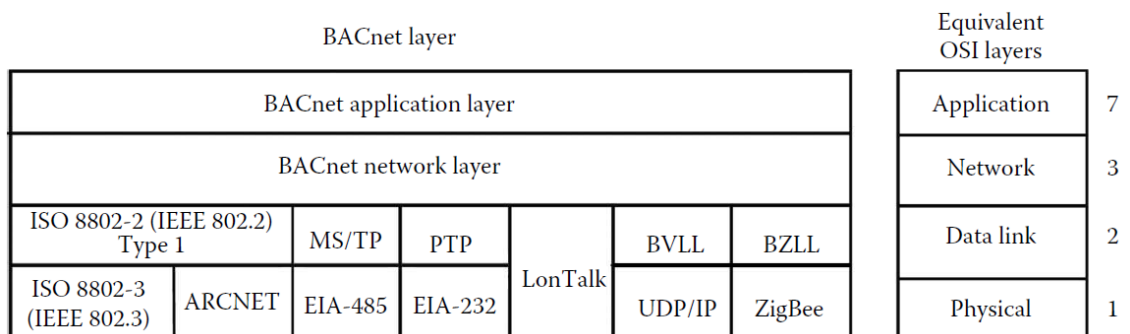 BACnet layer
Equivalent
OSI layers
BACnet application layer
Application
7
BACnet network layer
Network
3
ISO 8802-2 (IEEE 802.2)
Type 1
MS/TP
PTP
LonTalk
BVLL
BZLL
Data link
2
ISO 8802-3
(IEEE 802.3)
ARCNET
EIA-485
EIA-232
UDP/IP
ZigBee
Physical
1